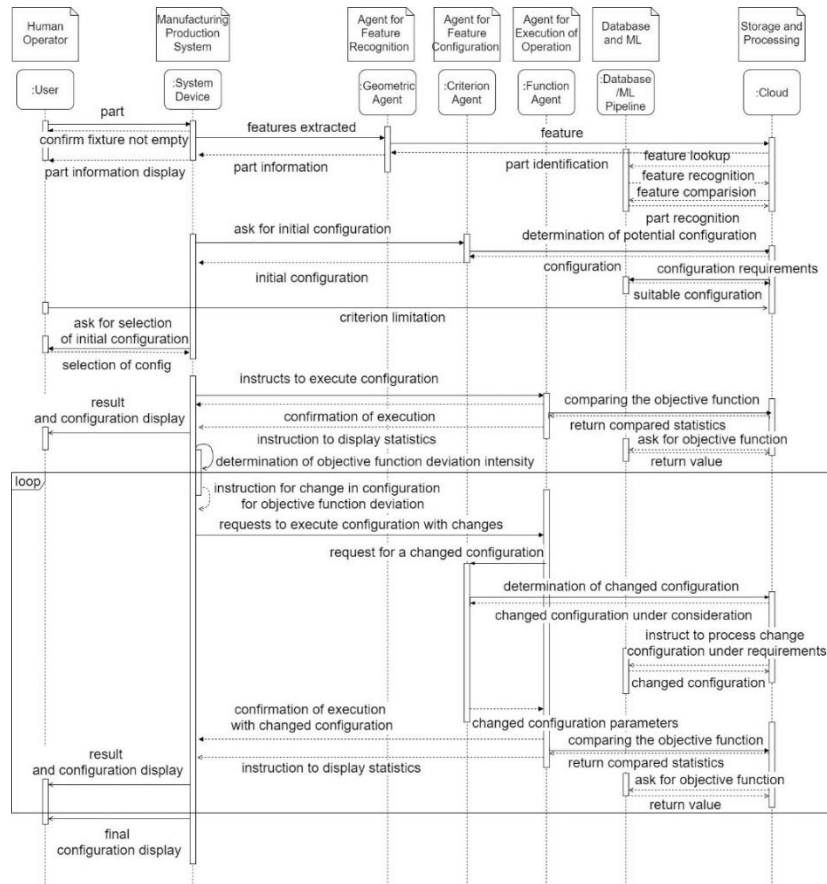 Human
Operator
Manufacturing
Production
System
Agent for
Feature
Recognition
Agent for
Feature
Configuration
Agent for
Execution of
Operation
Database
and ML
Storage and
Processing
:User
:System
Device
:Geometric
Agent
:Criterion
Agent
:Function
Agent
:Database
/ML
Pipeline
:Cloud
part
confirm fixture not empty
features extracted
feature
part information display
part information
part identification
feature lookup
feature recognition
feature comparision
part recognition
ask for initial configuration
determination of potential configuration
initial configuration
configuration
configuration requirements
suitable configuration
criterion limitation
ask for selection
of initial configuration
selection of config
instructs to execute configuration
result
and configuration display
confirmation of execution
comparing the objective function
return compared statistics
instruction to display statistics
ask for objective function
return value
determination of objective function deviation intensity
loop
instruction for change in configuration
for objective function deviation
requests to execute configuration with changes
request for a changed configuration
determination of changed configuration
changed configuration under consideration
instruct to process change
configuration under requirements
changed configuration
confirmation of execution
with changed configuration
changed configuration parameters
comparing the objective function
return compared statistics
result
and configuration display
instruction to display statistics
ask for objective function
return value
final
configuration display